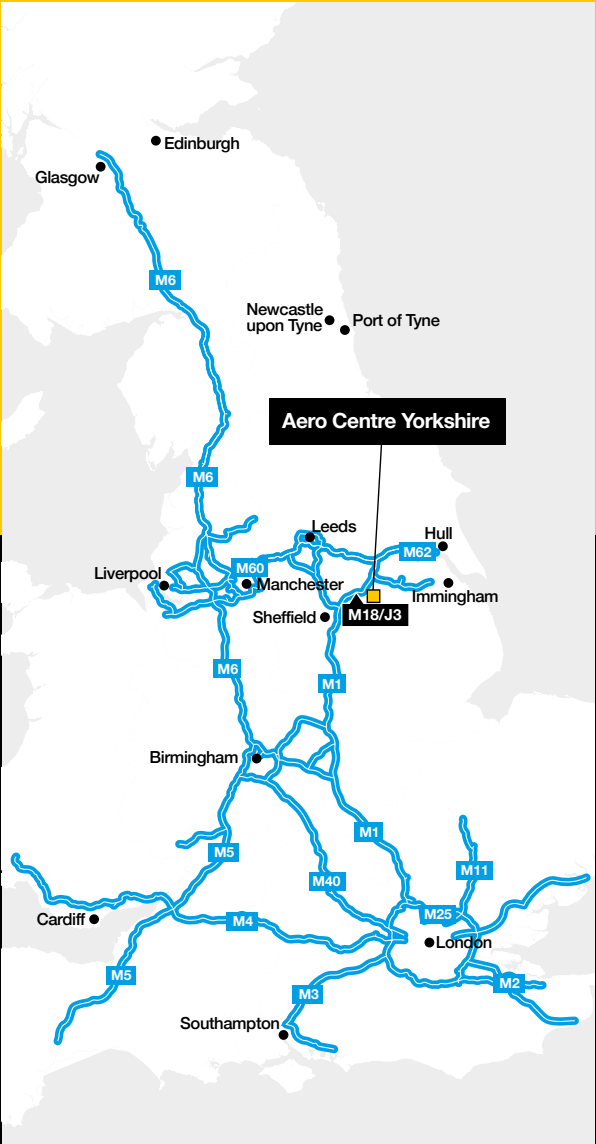 Edinburgh
Glasgow
M6
Newcastle
upon Tyne
Port of Tyne
Aero Centre Yorkshire
M6
Leeds
Hull
M62
M60
Liverpool
Manchester
Immingham
Sheffield
M18/J3
M6
M1
Birmingham
M1
M5
M11
M40
M25
Cardiff
M4
London
M5
M2
M3
Southampton